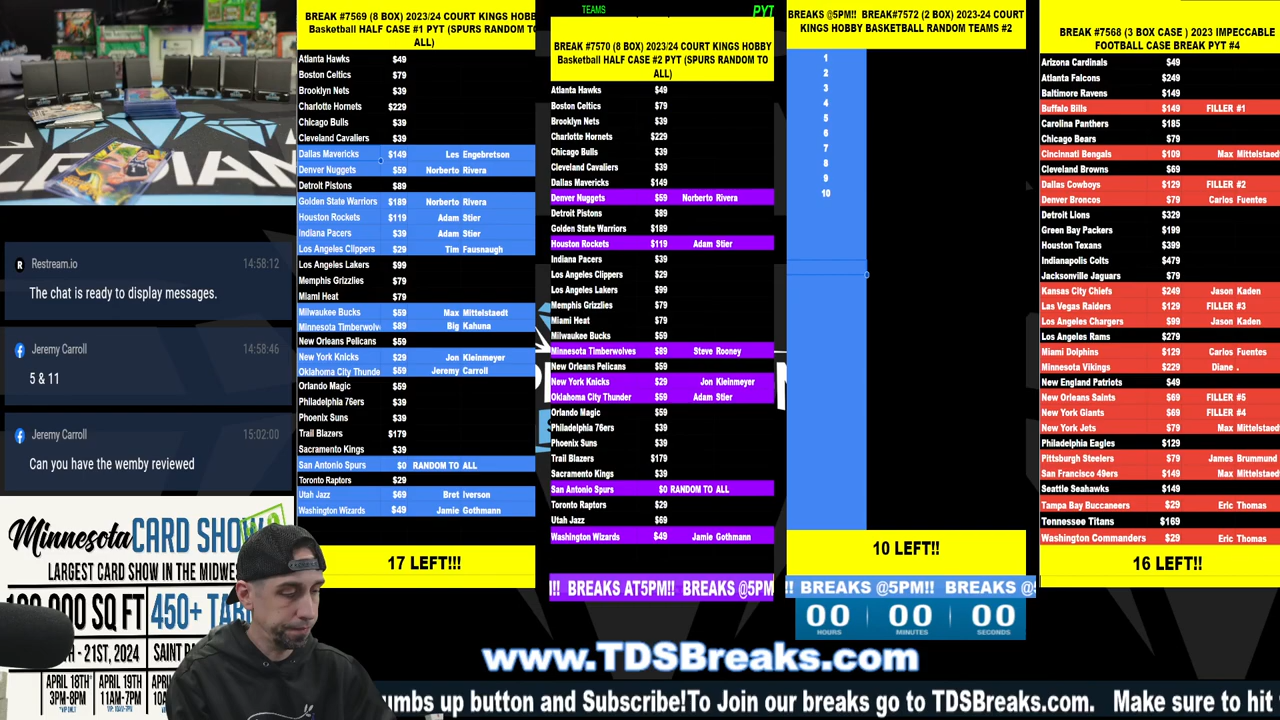 BREAK #7569 (8 BOX) 2023/24 COURT KINGS HOBB
Basketball HALF CASE #1 PYT (SPURS RANDOM TO
ALL)
Atlanta Hawks $49
Boston Celtics $79
Brooklyn Nets $39
Charlotte Hornets $229
Chicago Bulls $39
Cleveland Cavaliers $39
Dallas Mavericks $149 Les Engebretson
Denver Nuggets $59 Norberto Rivera
Detroit Pistons $89
Golden State Warriors $189 Norberto Rivera
Houston Rockets $119 Adam Stier
Indiana Pacers $39 Adam Stier
Los Angeles Clippers $29 Tim Fausnaugh
Los Angeles Lakers $99
Memphis Grizzlies $79
Miami Heat $79
Milwaukee Bucks $59 Max Mittelstaedt
Minnesota Timberwolv $89 Big Kahuna
New Orleans Pelicans $59
New York Knicks $29 Jon Kleinmeyer
Oklahoma City Thunde $59 Jeremy Carroll
Orlando Magic $59
Philadelphia 76ers $39
Phoenix Suns $39
Trail Blazers $179
Sacramento Kings $39
San Antonio Spurs $0 RANDOM TO ALL
Toronto Raptors $29
Utah Jazz $69 Bret Iverson
Washington Wizards $49 Jamie Gothmann
17 LEFT!!!
TEAMS PYT
BREAK #7570 (8 BOX) 2023/24 COURT KINGS HOBBY
Basketball HALF CASE #2 PYT (SPURS RANDOM TO
ALL)
Atlanta Hawks $49
Boston Celtics $79
Brooklyn Nets $39
Charlotte Hornets $229
Chicago Bulls $39
Cleveland Cavaliers $39
Dallas Mavericks $149
Denver Nuggets $59 Norberto Rivera
Detroit Pistons $89
Golden State Warriors $189
Houston Rockets $119 Adam Stier
Indiana Pacers $39
Los Angeles Clippers $29
Los Angeles Lakers $99
Memphis Grizzlies $79
Miami Heat $79
Milwaukee Bucks $59
Minnesota Timberwolves $89 Steve Rooney
New Orleans Pelicans $59
New York Knicks $29 Jon Kleinmeyer
Oklahoma City Thunder $59 Adam Stier
Orlando Magic $59
Philadelphia 76ers $39
Phoenix Suns $39
Trail Blazers $179
Sacramento Kings $39
San Antonio Spurs $0 RANDOM TO ALL
Toronto Raptors $29
Utah Jazz $69
Washington Wizards $49 Jamie Gothmann
!!! BREAKS AT5PM!! BREAKS @5PM
BREAKS @5PM!! BREAK#7572 (2 BOX) 2023-24 COURT
KINGS HOBBY BASKETBALL RANDOM TEAMS #2
1
2
3
4
5
6
7
8
9
10
10 LEFT!!
!! BREAKS @5PM!! BREAKS @5
00 00 00
HOURS MINUTES SECONDS
BREAK #7568 (3 BOX CASE ) 2023 IMPECCABLE
FOOTBALL CASE BREAK PYT #4
Arizona Cardinals $49
Atlanta Falcons $249
Baltimore Ravens $149
Buffalo Bills $149 FILLER #1
Carolina Panthers $185
Chicago Bears $79
Cincinnati Bengals $109 Max Mittelstaedt
Cleveland Browns $69
Dallas Cowboys $129 FILLER #2
Denver Broncos $79 Carlos Fuentes
Detroit Lions $329
Green Bay Packers $199
Houston Texans $399
Indianapolis Colts $479
Jacksonville Jaguars $79
Kansas City Chiefs $249 Jason Kaden
Las Vegas Raiders $129 FILLER #3
Los Angeles Chargers $99 Jason Kaden
Los Angeles Rams $279
Miami Dolphins $129 Carlos Fuentes
Minnesota Vikings $229 Diane .
New England Patriots $49
New Orleans Saints $69 FILLER #5
New York Giants $69 FILLER #4
New York Jets $79 Max Mittelstaed
Philadelphia Eagles $129
Pittsburgh Steelers $79 James Brummund
San Francisco 49ers $149 Max Mittelstaed
Seattle Seahawks $149
Tampa Bay Buccaneers $29 Eric Thomas
Tennessee Titans $169
Washington Commanders $29 Eric Thomas
16 LEFT!!
Restream.io 14:58:12
The chat is ready to display messages.
Jeremy Carroll 14:58:46
5 & 11
Jeremy Carroll 15:02:00
Can you have the wemby reviewed
Minnesota CARD SHOW
LARGEST CARD SHOW IN THE MIDWE
SQ FT 450+ TAB
21ST, 2024 SAINT PA
APRIL 18TH APRIL 19TH APRIL
3PM-8PM 11AM-7PM
www.TDSBreaks.com
umbs up button and Subscribe!To Join our breaks go to TDSBreaks.com. Make sure to hit